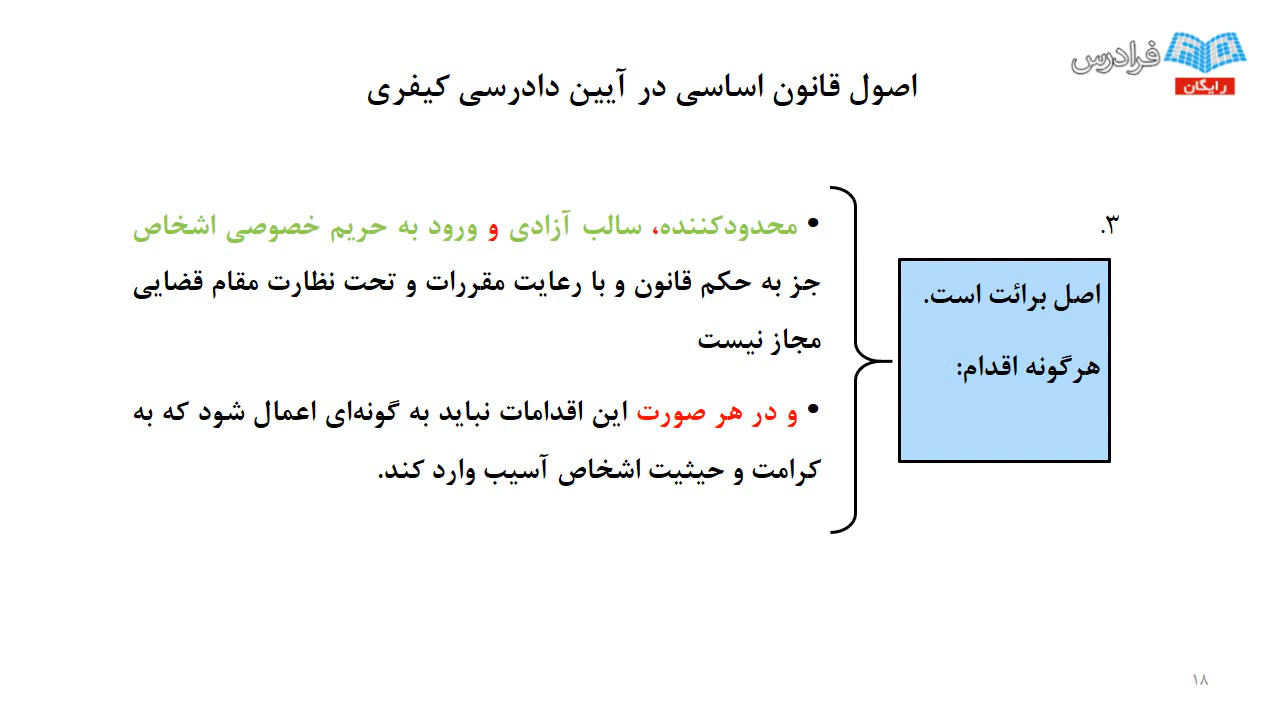 فرادرس
رایگان
اصول قانون اساسی در آیین دادرسی کیفری
۳.
اصل برائت است.
هرگونه اقدام:
• محدودکننده، سالب آزادی و ورود به حریم خصوصی اشخاص
جز به حکم قانون و با رعایت مقررات و تحت نظارت مقام قضایی
مجاز نیست
• و در هر صورت این اقدامات نباید به گونه‌ای اعمال شود که به
کرامت و حیثیت اشخاص آسیب وارد کند.
۱۸